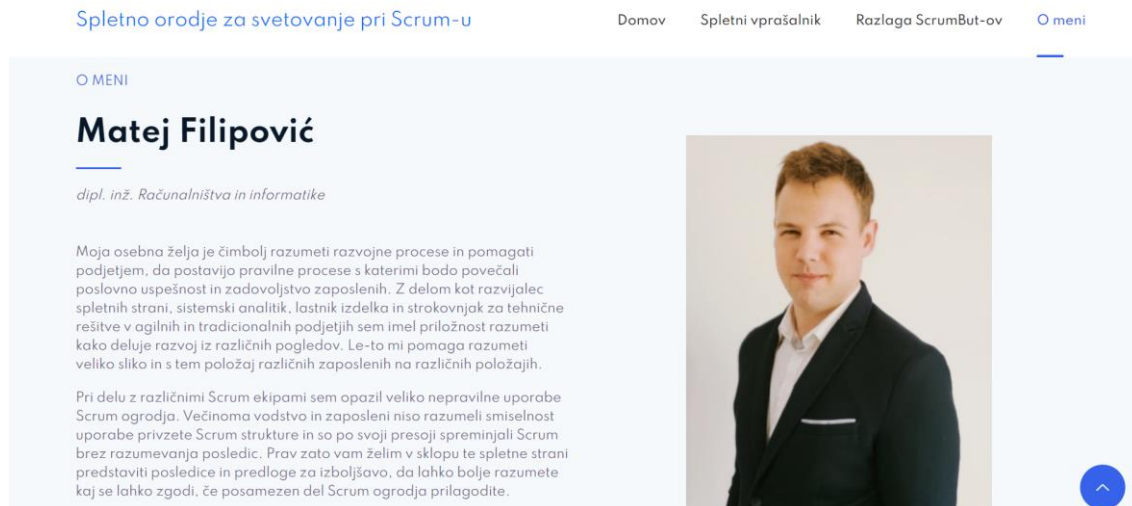 Spletno orodje za svetovanje pri Scrum-u
Domov Spletni vprašalnik Razlaga ScrumBut-ov O meni
O MENI
Matej Filipović
dipl. inž. Računalništva in informatike
Moja osebna želja je čimbolj razumeti razvojne procese in pomagati
podjetjem, da postavijo pravilne procese s katerimi bodo povečali
poslovno uspešnost in zadovoljstvo zaposlenih. Z delom kot razvijalec
spletnih strani, sistemski analitik, lastnik izdelka in strokovnjak za tehnične
rešitve v agilnih in tradicionalnih podjetjih sem imel priložnost razumeti
kako deluje razvoj iz različnih pogledov. Le-to mi pomaga razumeti
veliko sliko in s tem položaj različnih zaposlenih na različnih položajih.
Pri delu z različnimi Scrum ekipami sem opazil veliko nepravilne uporabe
Scrum ogrodja. Večinoma vodstvo in zaposleni niso razumeli smiselnost
uporabe privzete Scrum strukture in so po svoji presoji spreminjali Scrum
brez razumevanja posledic. Prav zato vam želim v sklopu te spletne strani
predstaviti posledice in predloge za izboljšavo, da lahko bolje razumete
kaj se lahko zgodi, če posamezen del Scrum ogrodja prilagodite.